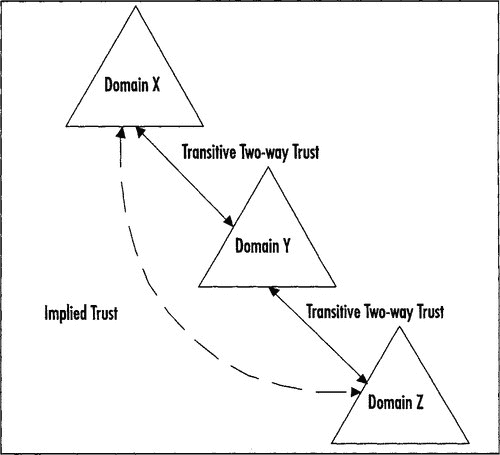 Domain X
Transitive Two-way Trust
Domain Y
Implied Trust
Transitive Two-way Trust
Domain Z